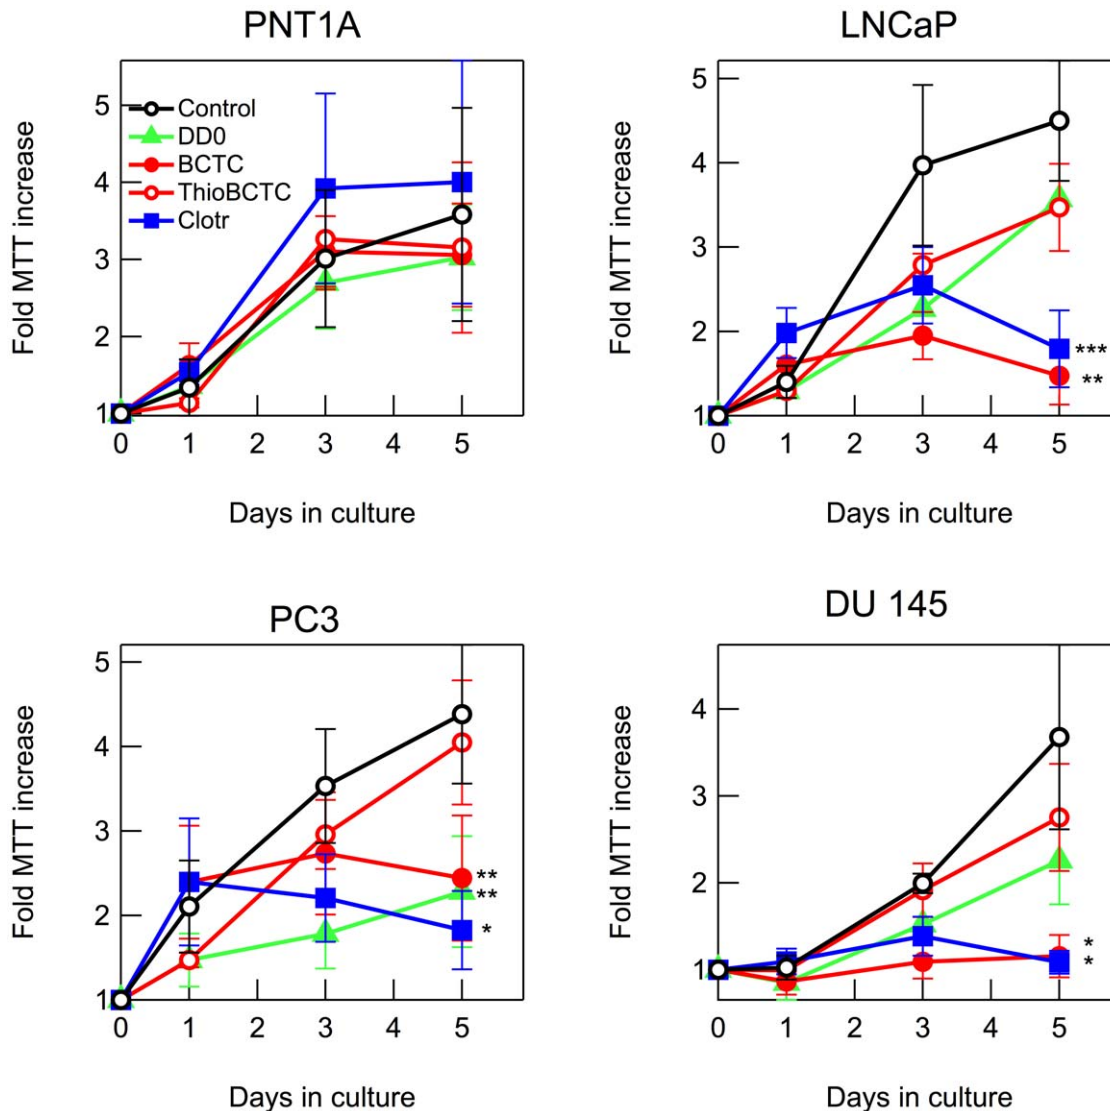 PNT1A
5
4
3
2
1
Fold MTT increase
Control
DD0
BCTC
ThioBCTC
Clotr
0 1 2 3 4 5
Days in culture
LNCaP
5
4
3
2
1
Fold MTT increase
***
**
0 1 2 3 4 5
Days in culture
PC3
5
4
3
2
1
Fold MTT increase
**
**
*
0 1 2 3 4 5
Days in culture
DU 145
4
3
2
1
Fold MTT increase
*
*
0 1 2 3 4 5
Days in culture